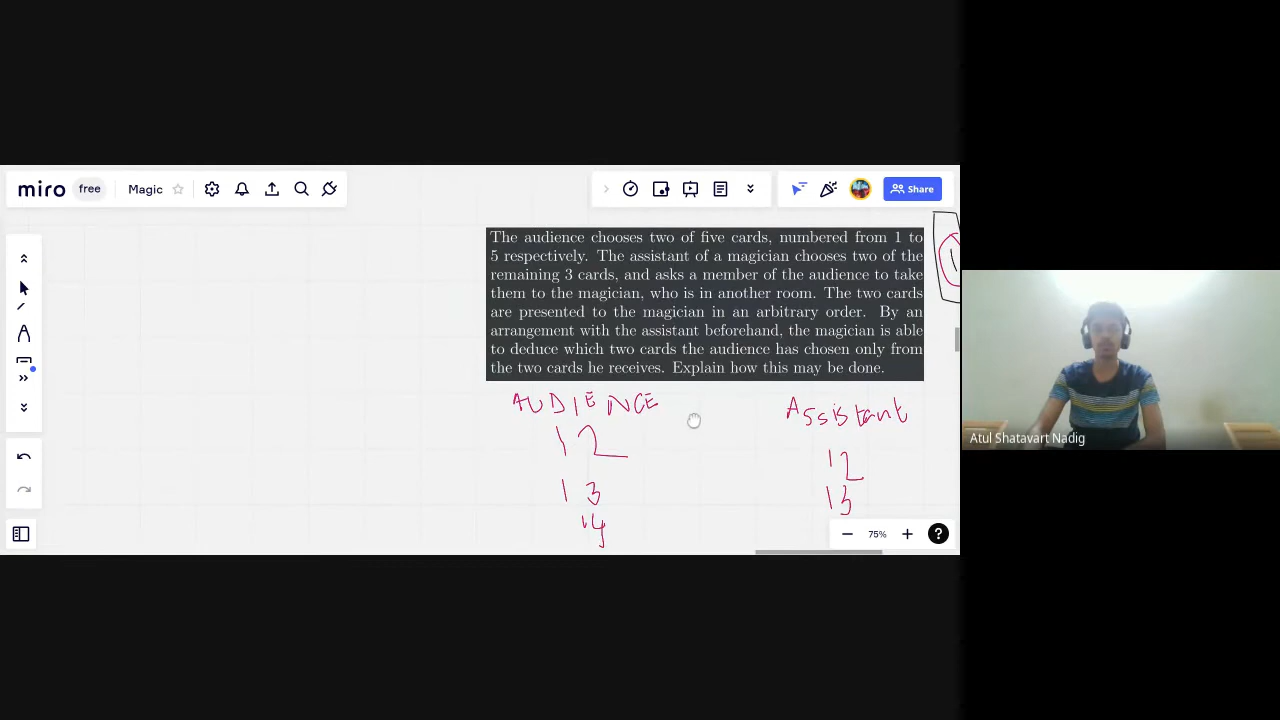 miro free Magic Share
The audience chooses two of five cards, numbered from 1 to
5 respectively. The assistant of a magician chooses two of the
remaining 3 cards, and asks a member of the audience to take
them to the magician, who is in another room. The two cards
are presented to the magician in an arbitrary order. By an
arrangement with the assistant beforehand, the magician is able
to deduce which two cards the audience has chosen only from
the two cards he receives. Explain how this may be done.
AUDIENCE Assistant
12 12
13 13
14
75%
Atul Shatavart Nadig